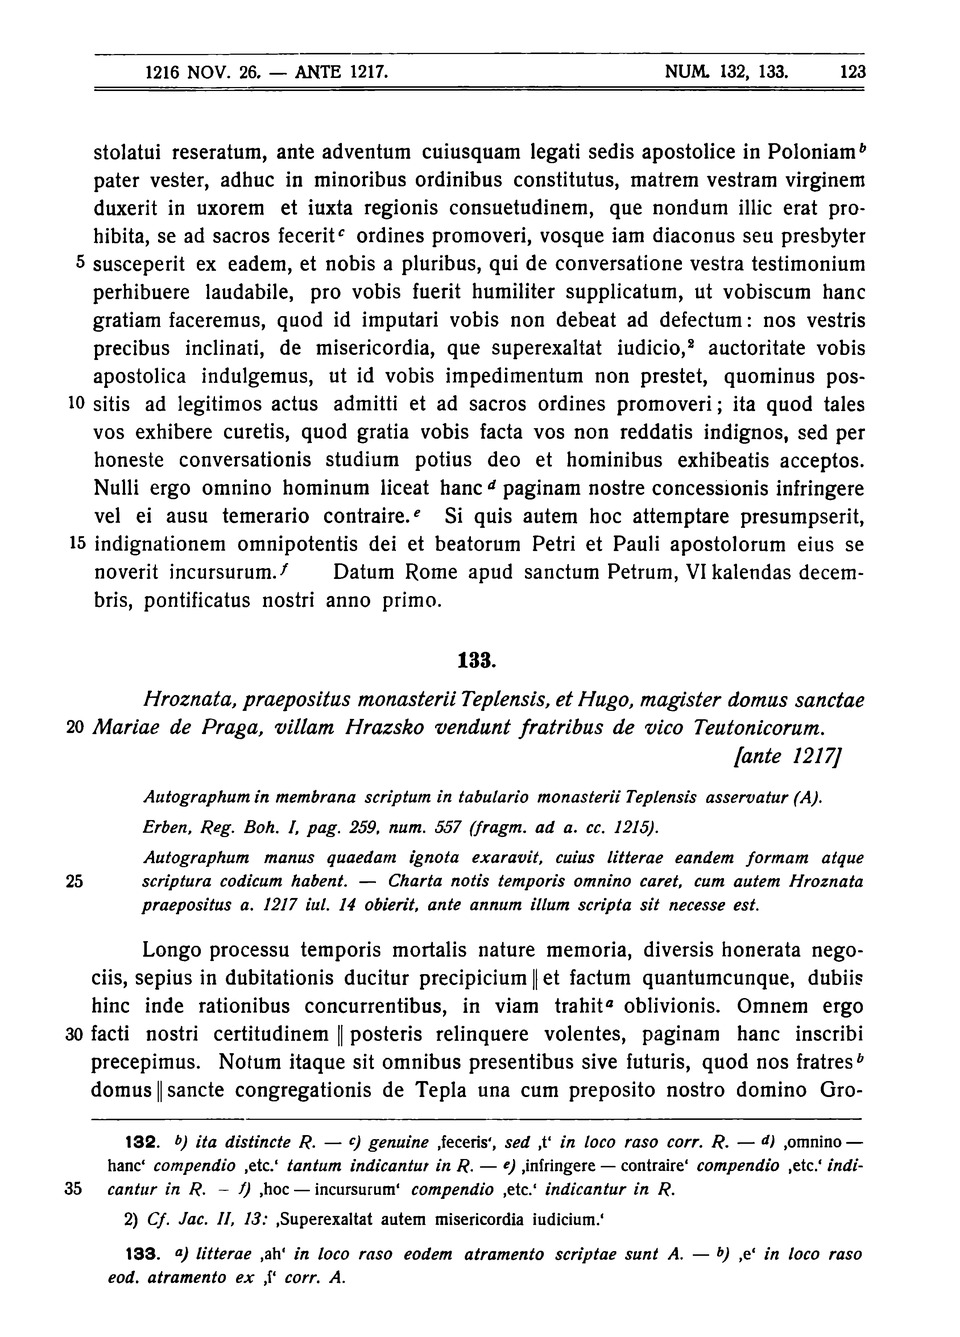 1216 NOV. 26. — ANTE 1217. NUM. 132, 133. 123
stolatui reseratum, ante adventum cuiusquam legati sedis apostolice in Poloniam b
pater vester, adhuc in minoribus ordinibus constitutus, matrem vestram virginem
duxerit in uxorem et iuxta regionis consuetudinem, que nondum illic erat pro-
hibita, se ad sacros fecerit c ordines promoveri, vosque iam diaconus seu presbyter
5 susceperit ex eadem, et nobis a pluribus, qui de conversatione vestra testimonium
perhibuere laudabile, pro vobis fuerit humiliter supplicatum, ut vobiscum hanc
gratiam faceremus, quod id imputari vobis non debeat ad defectum: nos vestris
precibus inclinati, de misericordia, que superexaltat iudicio,² auctoritate vobis
apostolica indulgemus, ut id vobis impedimentum non prestet, quominus pos-
10 sitis ad legitimos actus admitti et ad sacros ordines promoveri; ita quod tales
vos exhibere curetis, quod gratia vobis facta vos non reddatis indignos, sed per
honeste conversationis studium potius deo et hominibus exhibeatis acceptos.
Nulli ergo omnino hominum liceat hanc d paginam nostre concessionis infringere
vel ei ausu temerario contraire. e Si quis autem hoc attemptare presumpserit,
15 indignationem omnipotentis dei et beatorum Petri et Pauli apostolorum eius se
noverit incursurum. f Datum Rome apud sanctum Petrum, VI kalendas decem-
bris, pontificatus nostri anno primo.
133.
Hroznata, praepositus monasterii Teplensis, et Hugo, magister domus sanctae
20 Mariae de Praga, villam Hrazsko vendunt fratribus de vico Teutonicorum.
[ante 1217]
Autographum in membrana scriptum in tabulario monasterii Teplensis asservatur (A).
Erben, Reg. Boh. I, pag. 259, num. 557 (fragm. ad a. cc. 1215).
Autographum manus quaedam ignota exaravit, cuius litterae eandem formam atque
25 scriptura codicum habent. — Charta notis temporis omnino caret, cum autem Hroznata
praepositus a. 1217 iul. 14 obierit, ante annum illum scripta sit necesse est.
Longo processu temporis mortalis nature memoria, diversis honerata nego-
ciis, sepius in dubitationis ducitur precipicium || et factum quantumcunque, dubiis
hinc inde rationibus concurrentibus, in viam trahit a oblivionis. Omnem ergo
30 facti nostri certitudinem || posteris relinquere volentes, paginam hanc inscribi
precepimus. Notum itaque sit omnibus presentibus sive futuris, quod nos fratres b
domus || sancte congregationis de Tepla una cum preposito nostro domino Gro-
132. b) ita distincte R. — c) genuine ‚feceris‘, sed ‚t‘ in loco raso corr. R. — d) ‚omnino —
hanc‘ compendio ‚etc.‘ tantum indicantur in R. — e) ‚infringere — contraire‘ compendio ‚etc.‘ indi-
35 cantur in R. – f) ‚hoc — incursurum‘ compendio ‚etc.‘ indicantur in R.
2) Cf. Jac. II, 13: ‚Superexaltat autem misericordia iudicium.‘
133. a) litterae ‚ah‘ in loco raso eodem atramento scriptae sunt A. — b) ‚e‘ in loco raso
eod. atramento ex ‚ſ‘ corr. A.